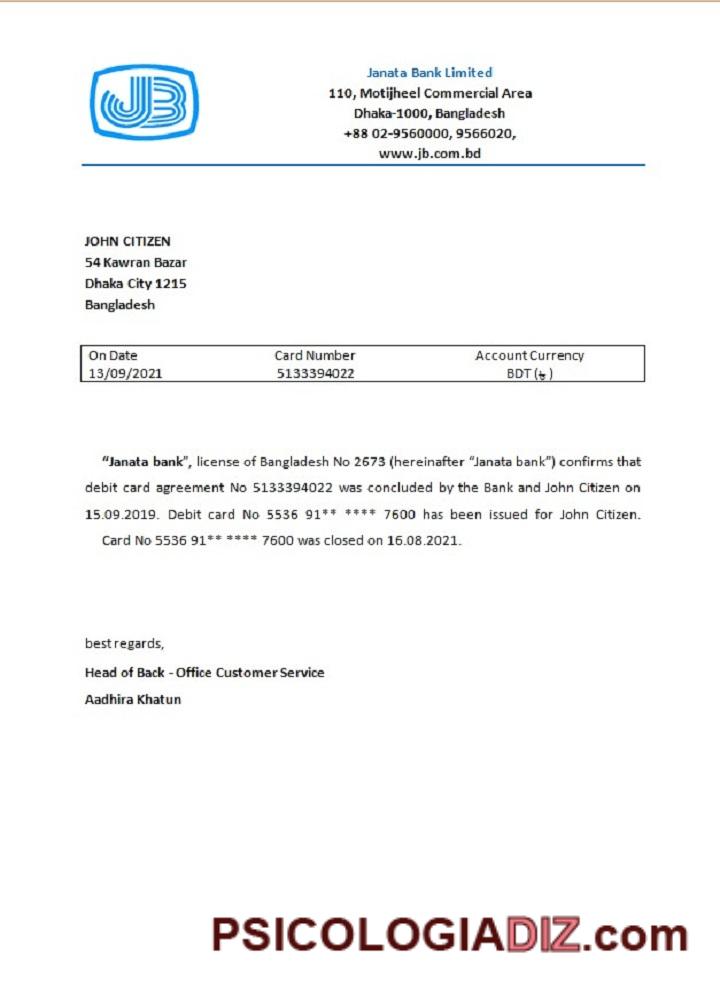 JB
Janata Bank Limited
110, Motijheel Commercial Area
Dhaka-1000, Bangladesh
+88 02-9560000, 9566020,
www.jb.com.bd
JOHN CITIZEN
54 Kawran Bazar
Dhaka City 1215
Bangladesh
On Date Card Number Account Currency
13/09/2021 5133394022 BDT (৳)
“Janata bank”, license of Bangladesh No 2673 (hereinafter “Janata bank”) confirms that
debit card agreement No 5133394022 was concluded by the Bank and John Citizen on
15.09.2019. Debit card No 5536 91** **** 7600 has been issued for John Citizen.
Card No 5536 91** **** 7600 was closed on 16.08.2021.
best regards,
Head of Back - Office Customer Service
Aadhira Khatun
PSICOLOGIADIZ.com